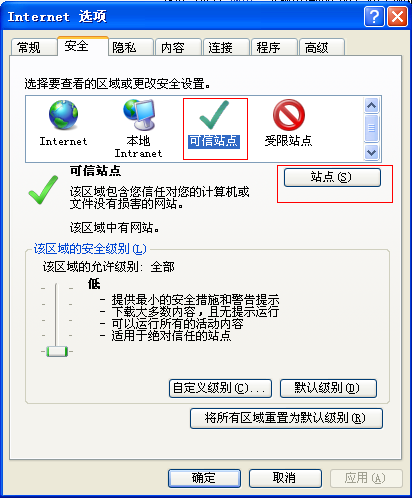 Internet 选项
常规 安全 隐私 内容 连接 程序 高级
选择要查看的区域或更改安全设置。
Internet 本地 Intranet 可信站点 受限站点
可信站点
站点(S)
该区域包含您信任对您的计算机或
文件没有损害的网站。
该区域中有网站。
该区域的安全级别(L)
该区域的允许级别: 全部
低
- 提供最小的安全措施和警告提示
- 下载大多数内容，且无提示运行
- 可以运行所有的活动内容
- 适用于绝对信任的站点
自定义级别(C)... 默认级别(D)
将所有区域重置为默认级别(R)
确定 取消 应用(A)